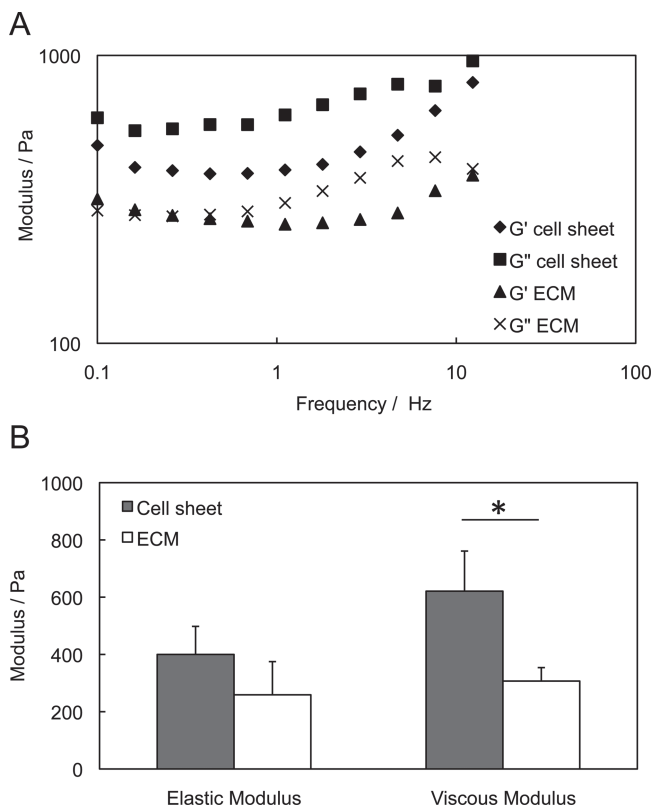 A
1000
100
Modulus / Pa
0.1 1 10 100
Frequency / Hz
G' cell sheet
G" cell sheet
G' ECM
G" ECM
B
1000
800
600
400
200
0
Modulus / Pa
Cell sheet
ECM
*
Elastic Modulus Viscous Modulus